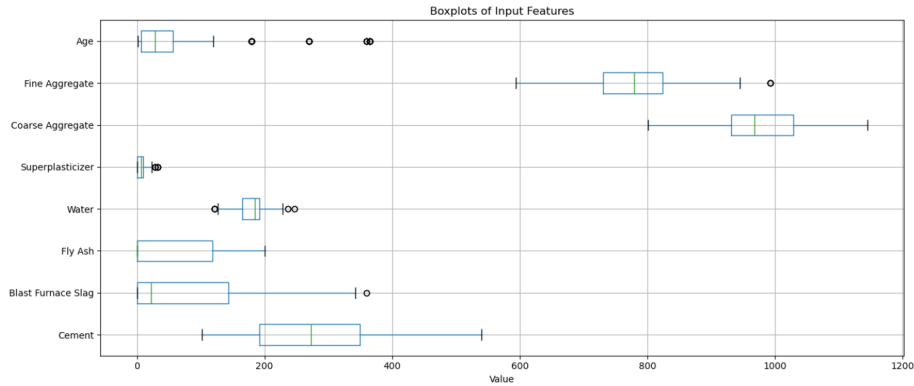 Boxplots of Input Features
Age
Fine Aggregate
Coarse Aggregate
Superplasticizer
Water
Fly Ash
Blast Furnace Slag
Cement
0 200 400 600 800 1000 1200
Value